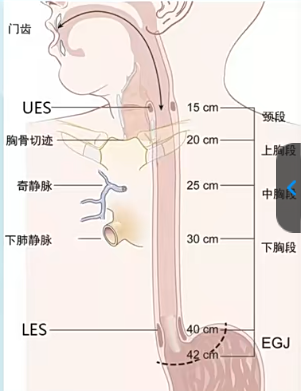 门齿
UES
15 cm
颈段
胸骨切迹
20 cm
上胸段
奇静脉
25 cm
中胸段
下肺静脉
30 cm
下胸段
LES
40 cm
EGJ
42 cm